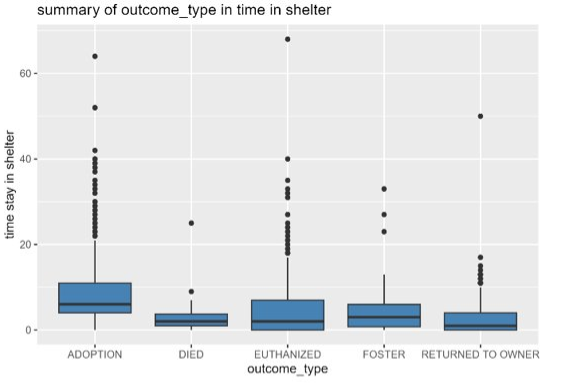 summary of outcome_type in time in shelter
time stay in shelter
60
40
20
0
ADOPTION DIED EUTHANIZED FOSTER RETURNED TO OWNER
outcome_type